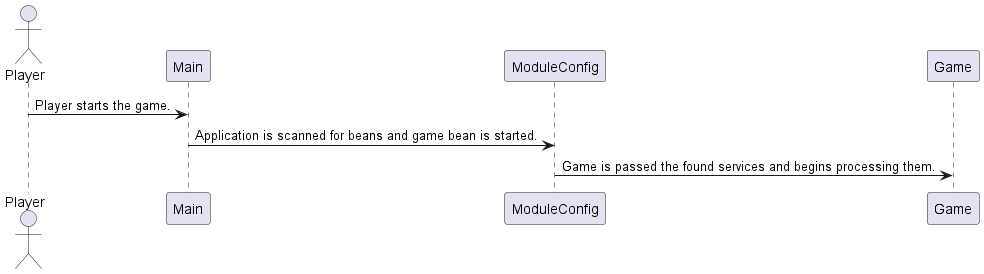 Player
Main
ModuleConfig
Game
Player starts the game.
Application is scanned for beans and game bean is started.
Game is passed the found services and begins processing them.
Player
Main
ModuleConfig
Game